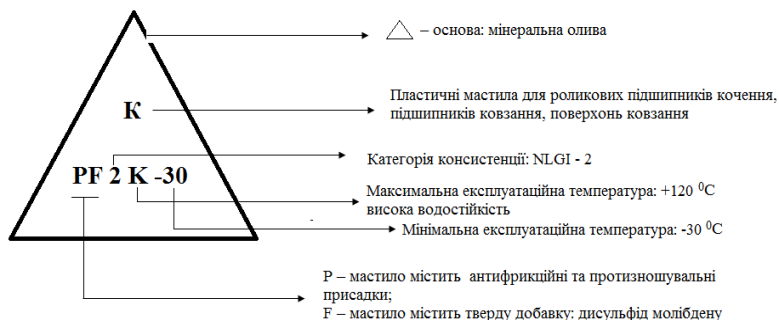 – основа: мінеральна олива
К
Пластичні мастила для роликових підшипників кочення,
підшипників ковзання, поверхонь ковзання
Категорія консистенції: NLGI - 2
PF 2 K -30
Максимальна експлуатаційна температура: +120 ⁰С
висока водостійкість
Мінімальна експлуатаційна температура: -30 ⁰С
Р – мастило містить антифрикційні та протизношувальні
присадки;
F – мастило містить тверду добавку: дисульфід молібдену